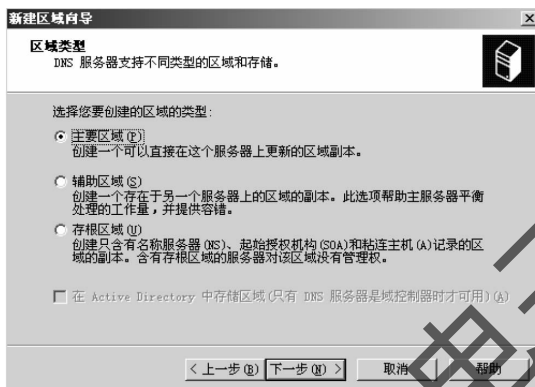 新建区域向导
区域类型
DNS 服务器支持不同类型的区域和存储。
选择您要创建的区域的类型:
主要区域(P)
创建一个可以直接在这个服务器上更新的区域副本。
辅助区域(S)
创建一个存在于另一个服务器上的区域的副本。此选项帮助主服务器平衡
处理的工作量，并提供容错。
存根区域(U)
创建只含有名称服务器(NS)、起始授权机构(SOA)和粘连主机(A)记录的区
域的副本。含有存根区域的服务器对该区域没有管理权。
在 Active Directory 中存储区域(只有 DNS 服务器是域控制器时才可用)(A)
< 上一步(B) 下一步(N) > 取消 帮助